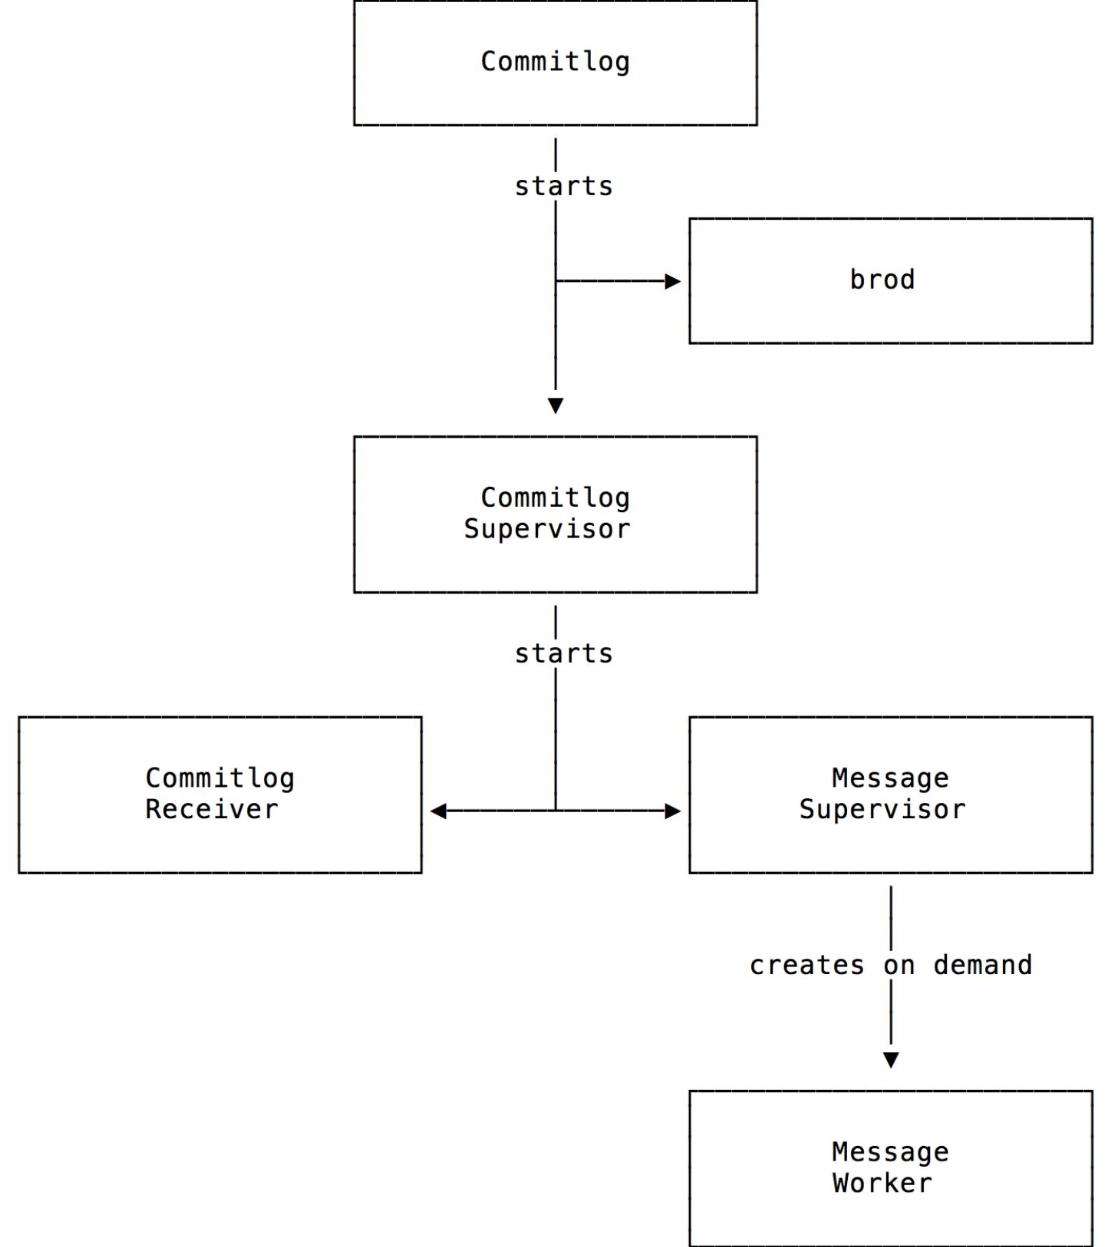 Commitlog
starts
brod
Commitlog
Supervisor
starts
Commitlog
Receiver
Message
Supervisor
creates on demand
Message
Worker